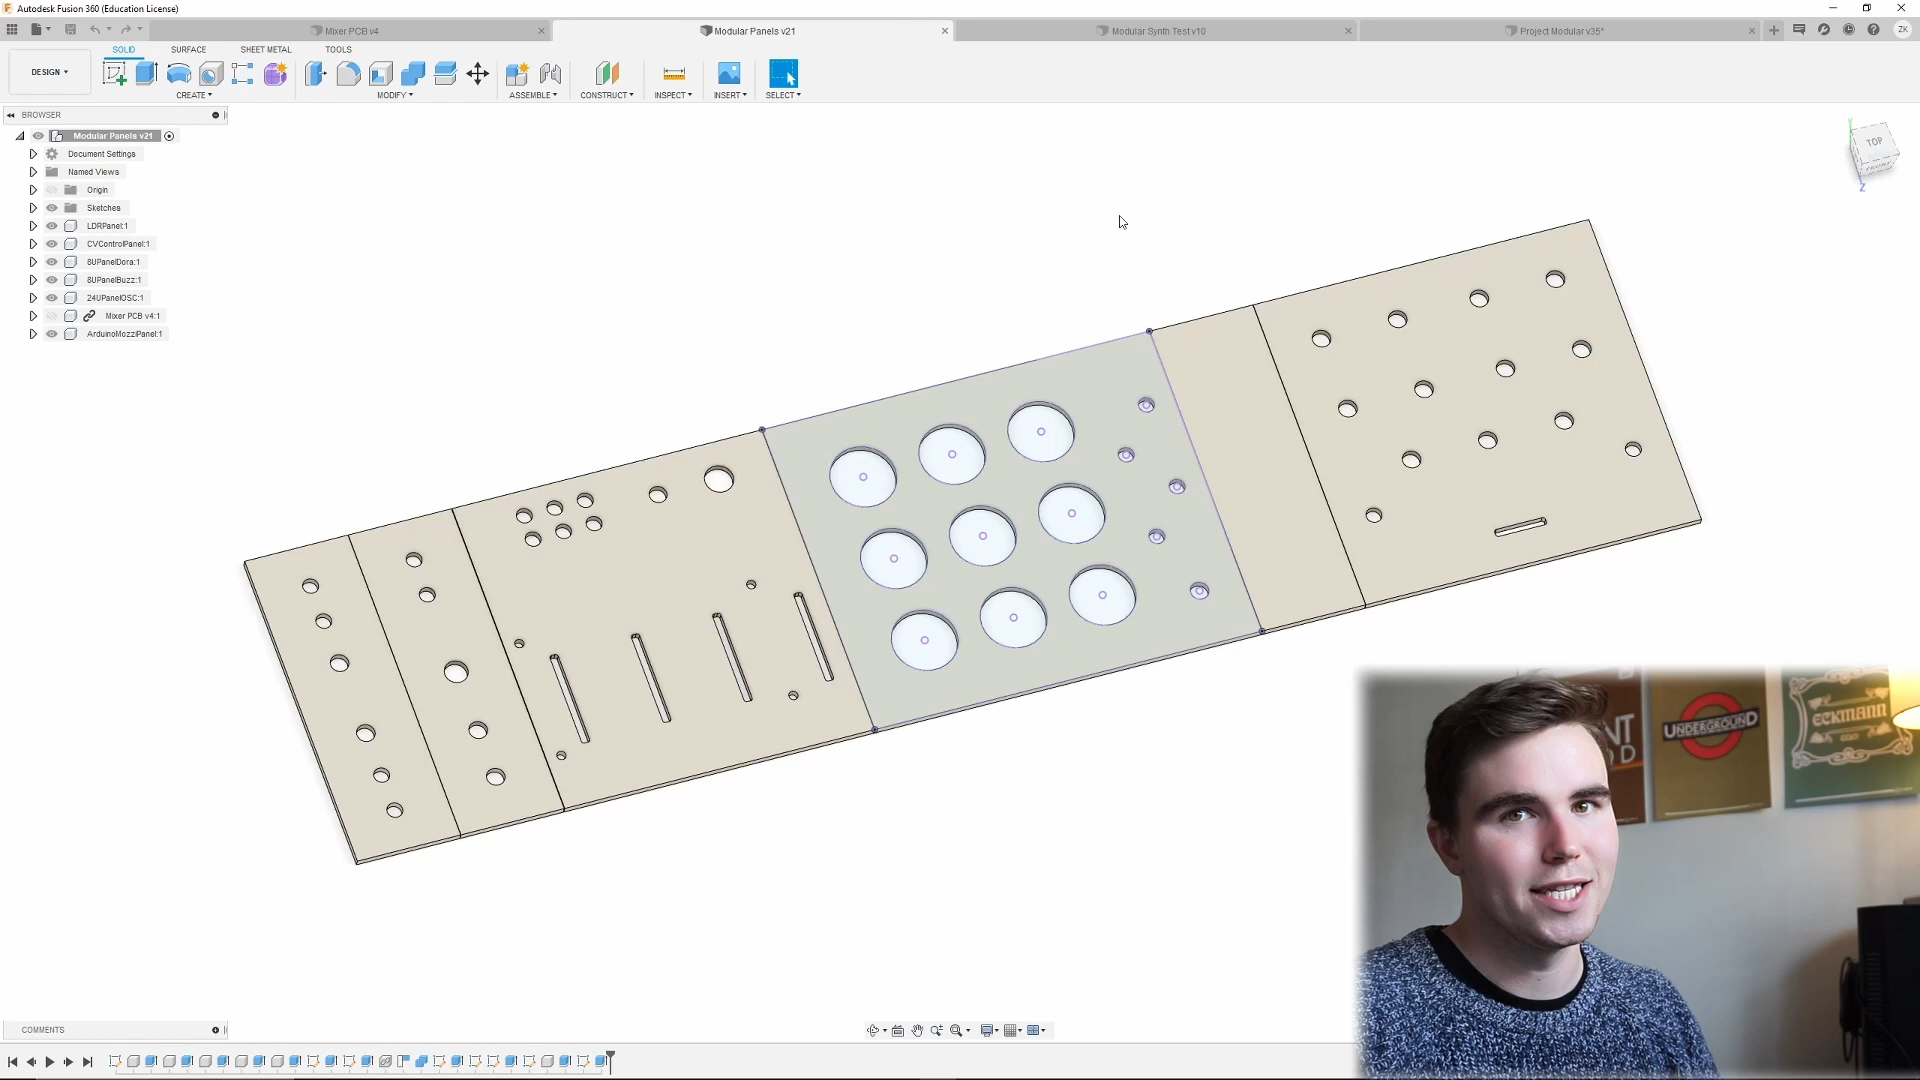 Autodesk Fusion 360 (Education License)
Mixer PCB v4
Modular Panels v21
Modular Synth Test v10
Project Modular v35*
ZK
SOLID
SURFACE
SHEET METAL
TOOLS
DESIGN
CREATE
MODIFY
ASSEMBLE
CONSTRUCT
INSPECT
INSERT
SELECT
BROWSER
Modular Panels v21
Document Settings
Named Views
Origin
Sketches
LDRPanel:1
CVControlPanel:1
8UPanelDora:1
8UPanelBuzz:1
24UPanelOSC:1
Mixer PCB v4:1
ArduinoMozziPanel:1
TOP
Z
UNDERGROUND
ECKMANN
COMMENTS